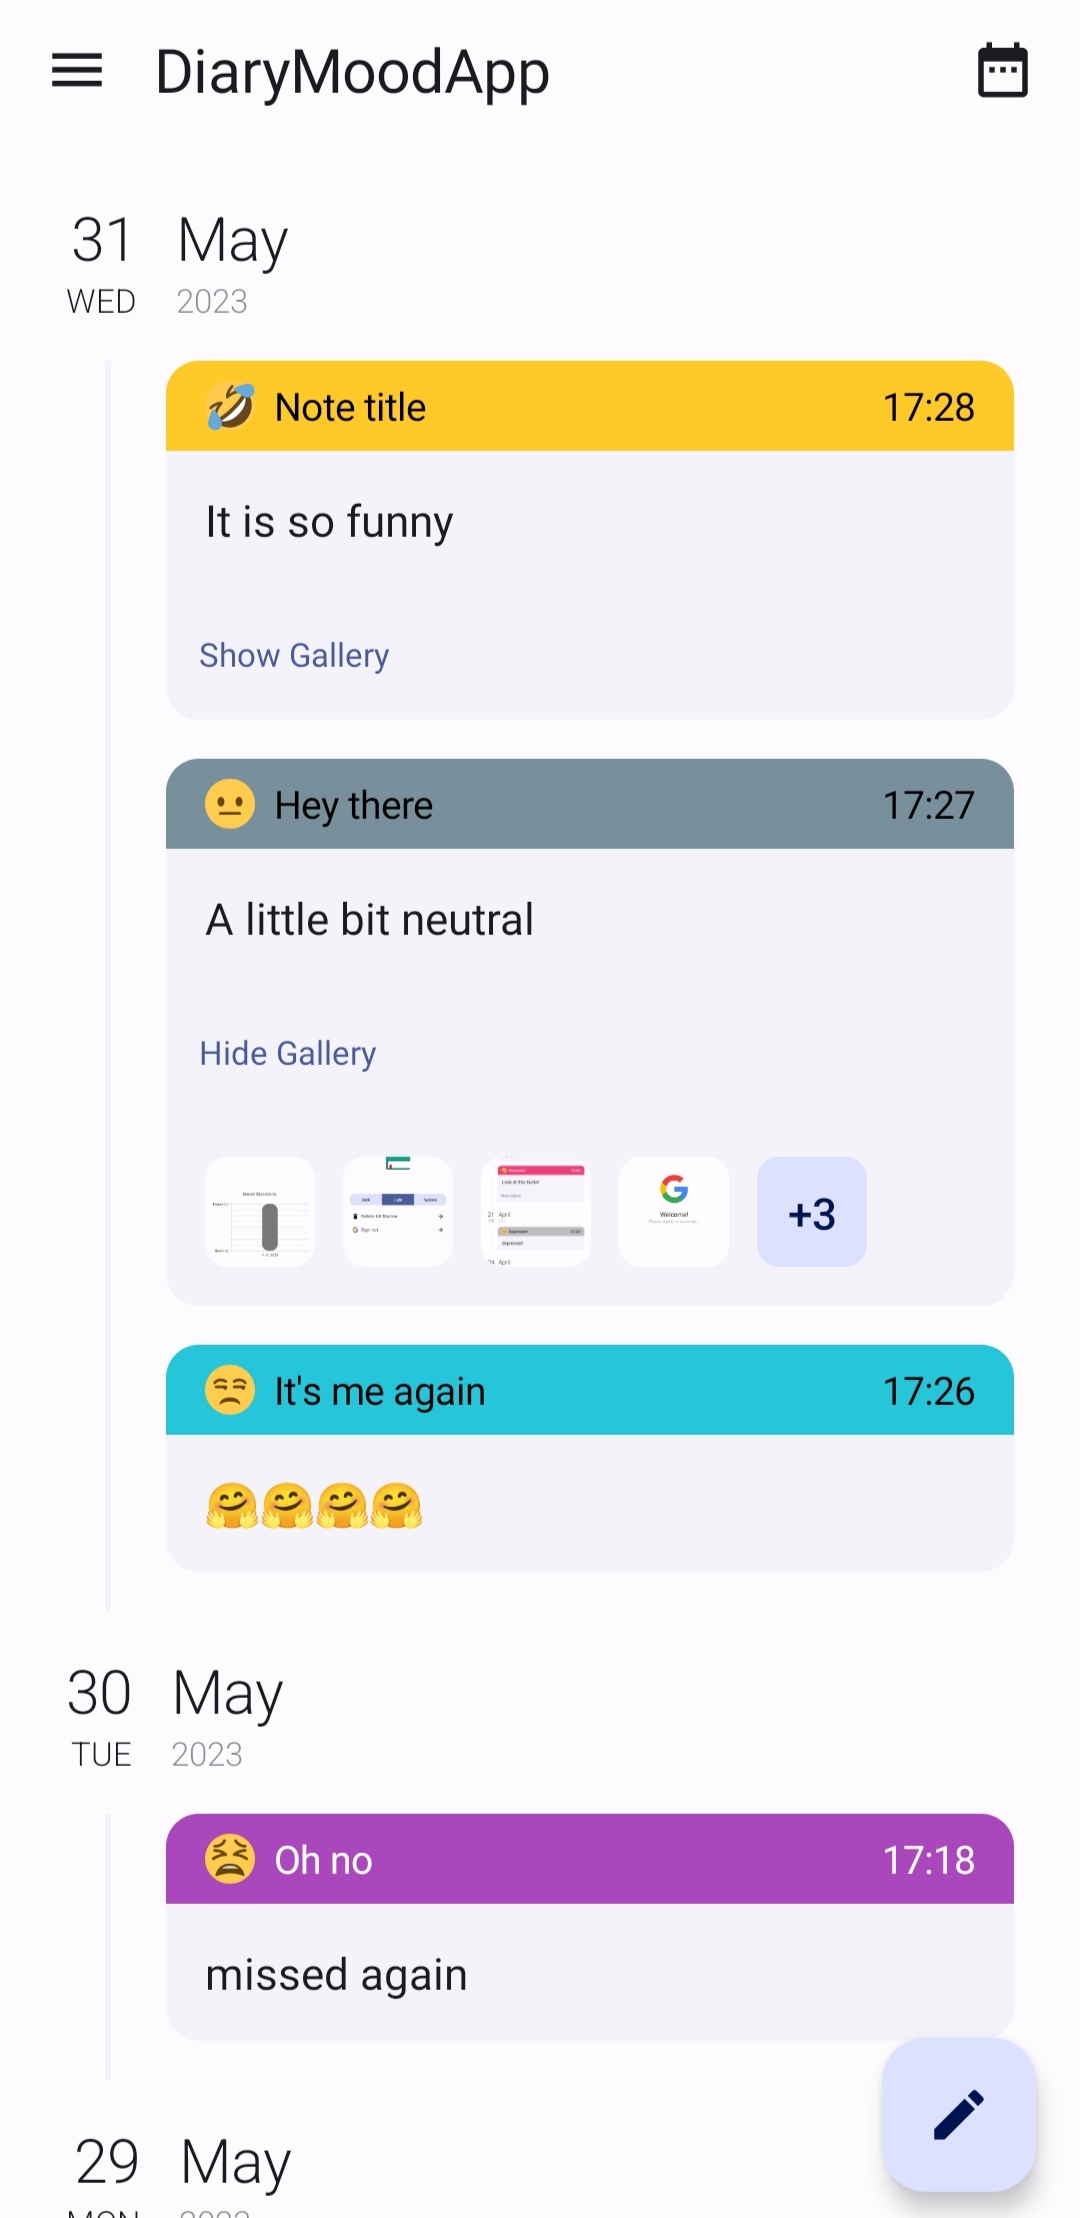 DiaryMoodApp
31 May
WED 2023
🤣 Note title 17:28
It is so funny
Show Gallery
😐 Hey there 17:27
A little bit neutral
Hide Gallery
Welcome!
+3
😒 It's me again 17:26
🤗🤗🤗🤗
30 May
TUE 2023
😫 Oh no 17:18
missed again
29 May